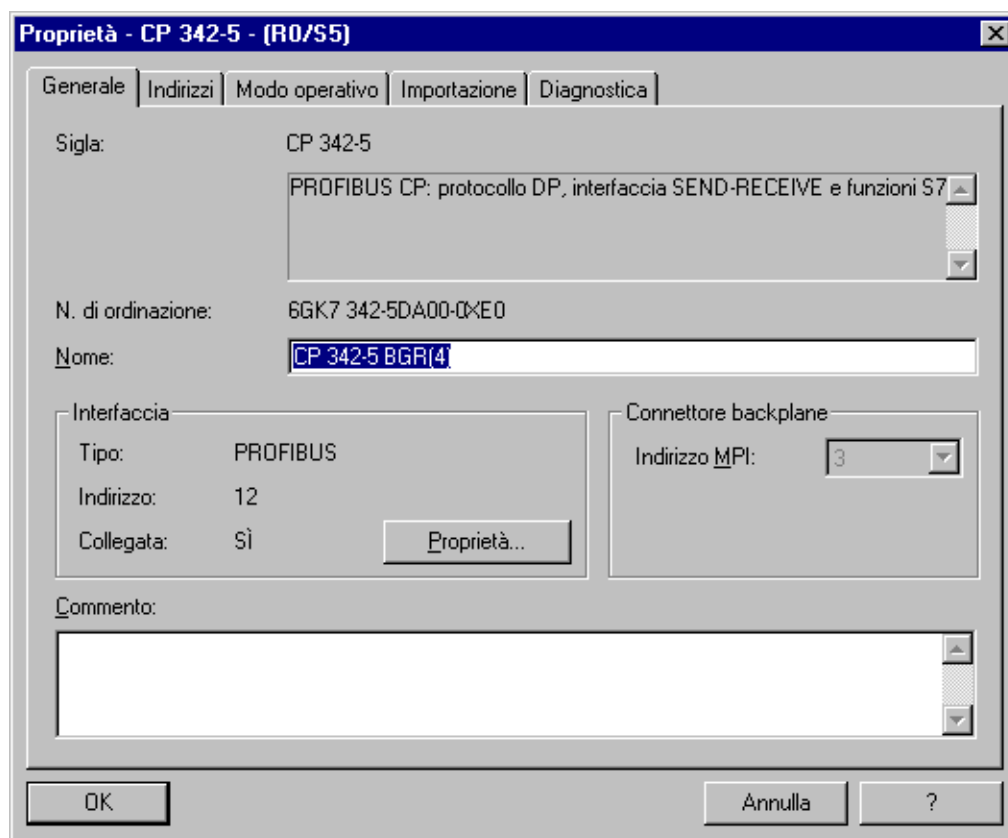 Proprietà - CP 342-5 - (R0/S5)
Generale Indirizzi Modo operativo Importazione Diagnostica
Sigla: CP 342-5
PROFIBUS CP: protocollo DP, interfaccia SEND-RECEIVE e funzioni S7
N. di ordinazione: 6GK7 342-5DA00-0XE0
Nome: CP 342-5 BGR(4)
Interfaccia
Tipo: PROFIBUS
Indirizzo: 12
Collegata: SÌ
Proprietà...
Connettore backplane
Indirizzo MPI: 3
Commento:
OK Annulla ?